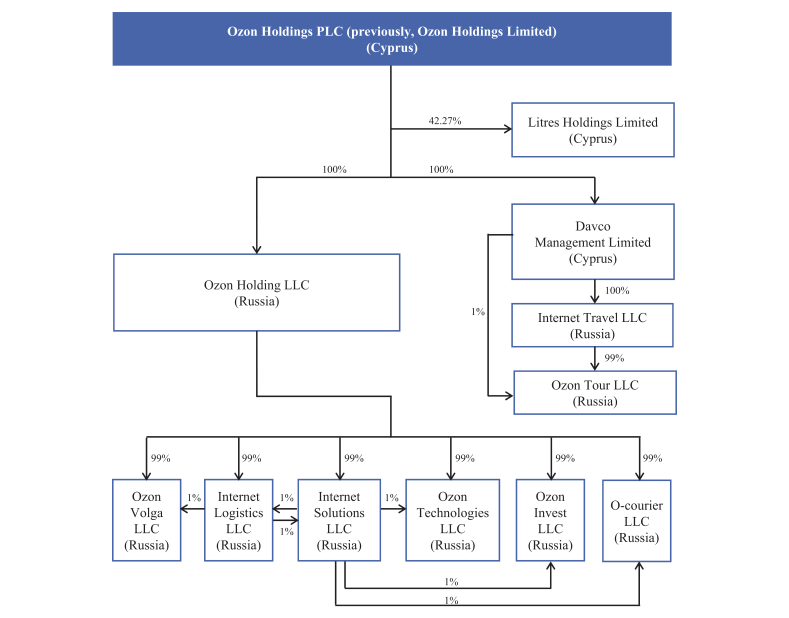 Ozon Holdings PLC (previously, Ozon Holdings Limited)
(Cyprus)
42.27%
Litres Holdings Limited
(Cyprus)
100%
100%
Davco
Management Limited
(Cyprus)
Ozon Holding LLC
(Russia)
100%
1%
Internet Travel LLC
(Russia)
99%
Ozon Tour LLC
(Russia)
99%
99%
99%
99%
99%
99%
Ozon
Volga
LLC
(Russia)
1%
Internet
Logistics
LLC
(Russia)
1%
1%
Internet
Solutions
LLC
(Russia)
1%
Ozon
Technologies
LLC
(Russia)
Ozon
Invest
LLC
(Russia)
O-courier
LLC
(Russia)
1%
1%